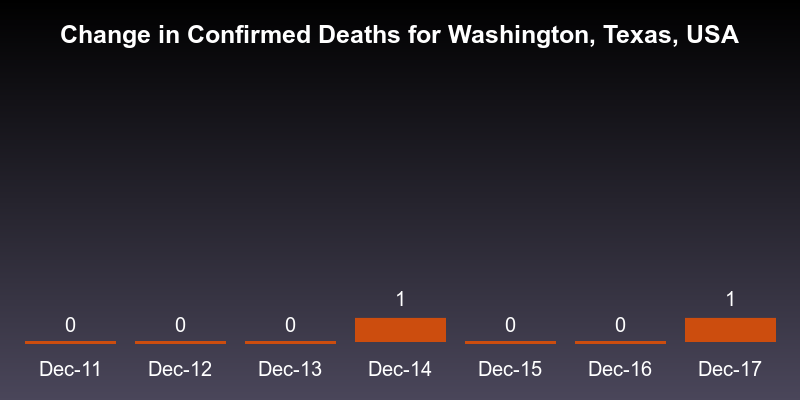 Change in Confirmed Deaths for Washington, Texas, USA
0 0 0 1 0 0 1
Dec-11 Dec-12 Dec-13 Dec-14 Dec-15 Dec-16 Dec-17